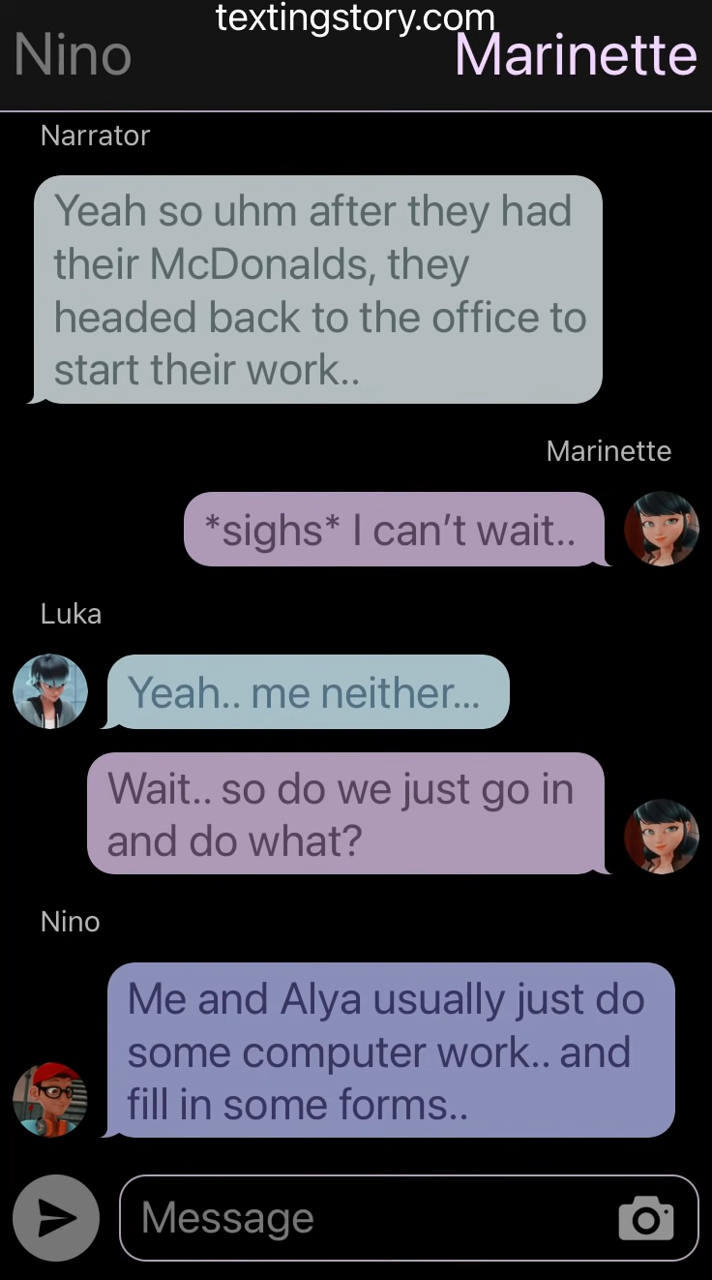 textingstory.com
Nino
Marinette
Narrator
Yeah so uhm after they had
their McDonalds, they
headed back to the office to
start their work..
Marinette
*sighs* I can’t wait..
Luka
Yeah.. me neither...
Wait.. so do we just go in
and do what?
Nino
Me and Alya usually just do
some computer work.. and
fill in some forms..
Message